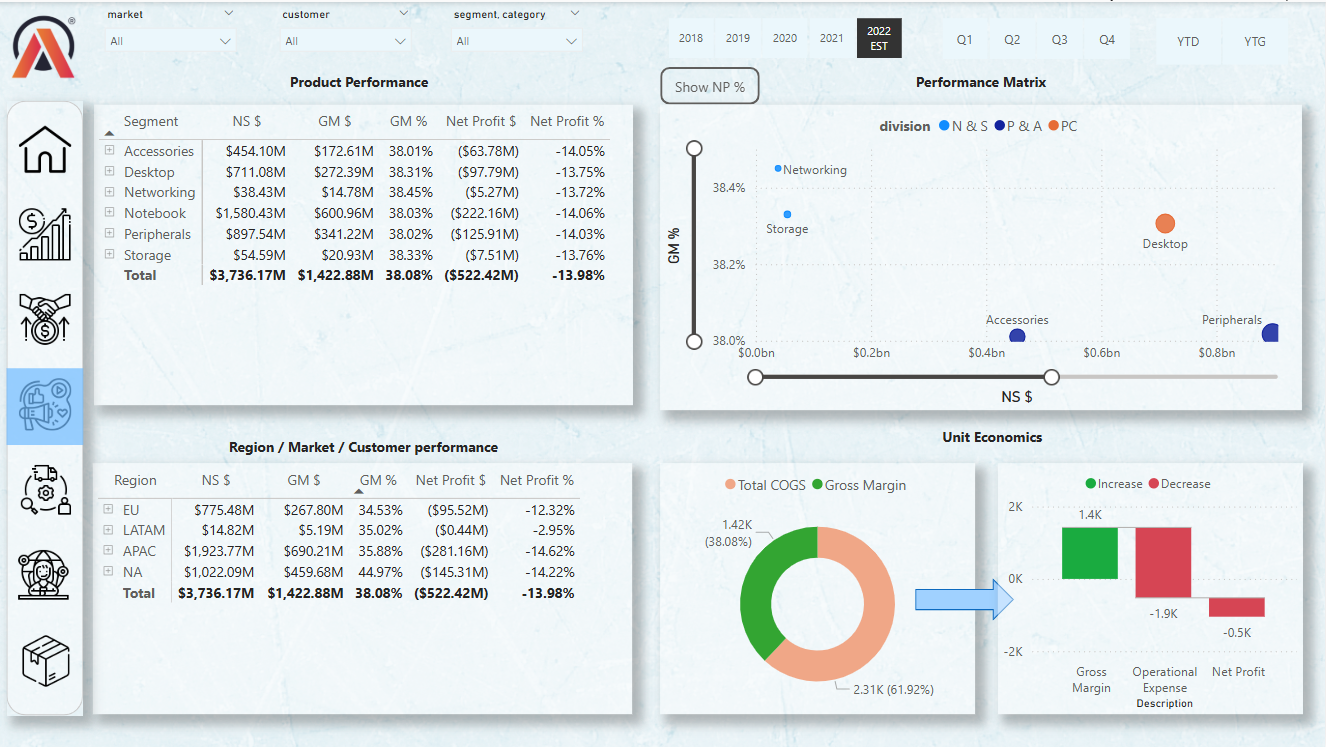 market
customer
segment, category
All
All
All
2018
2019
2020
2021
2022
EST
Q1
Q2
Q3
Q4
YTD
YTG
®
Product Performance
Segment NS $ GM $ GM % Net Profit $ Net Profit %
Accessories $454.10M $172.61M 38.01% ($63.78M) -14.05%
Desktop $711.08M $272.39M 38.31% ($97.79M) -13.75%
Networking $38.43M $14.78M 38.45% ($5.27M) -13.72%
Notebook $1,580.43M $600.96M 38.03% ($222.16M) -14.06%
Peripherals $897.54M $341.22M 38.02% ($125.91M) -14.03%
Storage $54.59M $20.93M 38.33% ($7.51M) -13.76%
Total $3,736.17M $1,422.88M 38.08% ($522.42M) -13.98%
Show NP %
Performance Matrix
division N & S P & A PC
Networking
38.4%
Storage
Desktop
GM %
38.2%
Accessories
Peripherals
38.0%
$0.0bn $0.2bn $0.4bn $0.6bn $0.8bn
NS $
Region / Market / Customer performance
Region NS $ GM $ GM % Net Profit $ Net Profit %
EU $775.48M $267.80M 34.53% ($95.52M) -12.32%
LATAM $14.82M $5.19M 35.02% ($0.44M) -2.95%
APAC $1,923.77M $690.21M 35.88% ($281.16M) -14.62%
NA $1,022.09M $459.68M 44.97% ($145.31M) -14.22%
Total $3,736.17M $1,422.88M 38.08% ($522.42M) -13.98%
Unit Economics
Total COGS Gross Margin
1.42K
(38.08%)
2.31K (61.92%)
Increase Decrease
2K
1.4K
0K
-1.9K
-0.5K
-2K
Gross
Margin
Operational
Expense
Net Profit
Description